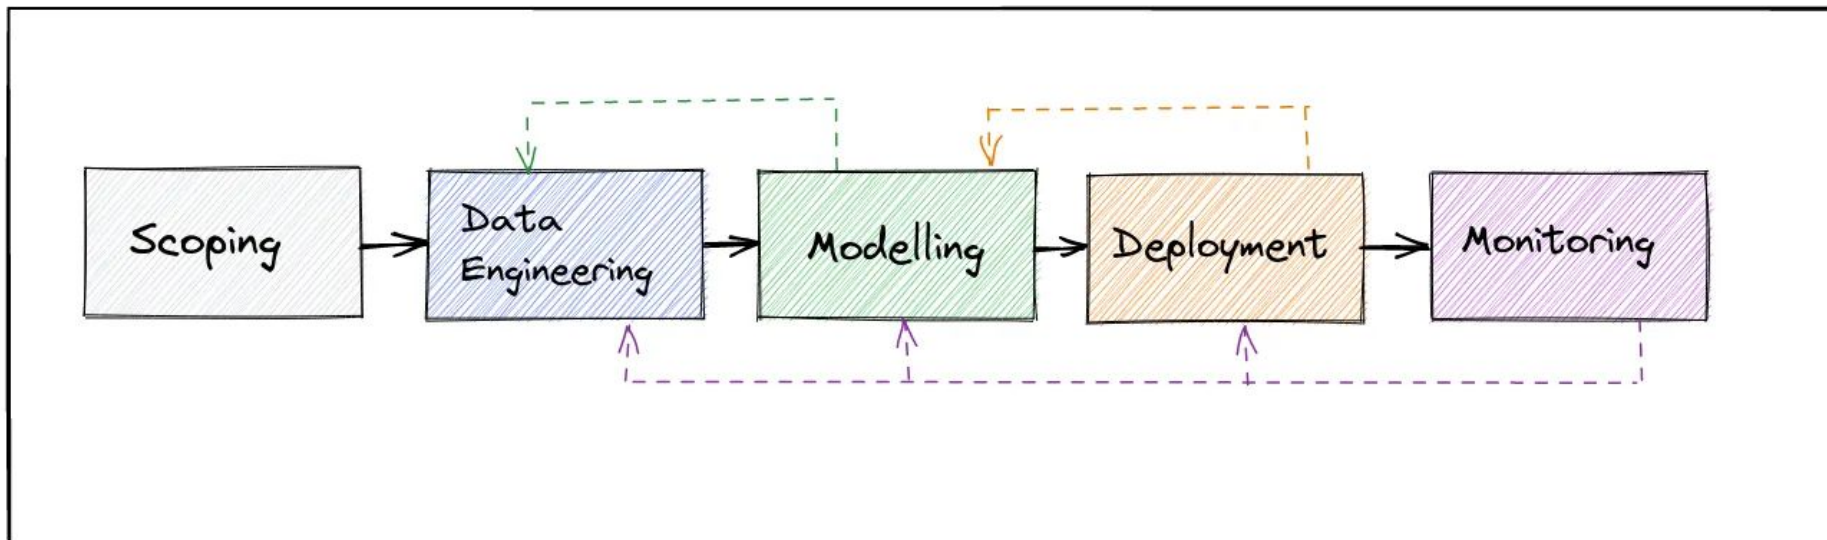 Scoping
Data
Engineering
Modelling
Deployment
Monitoring